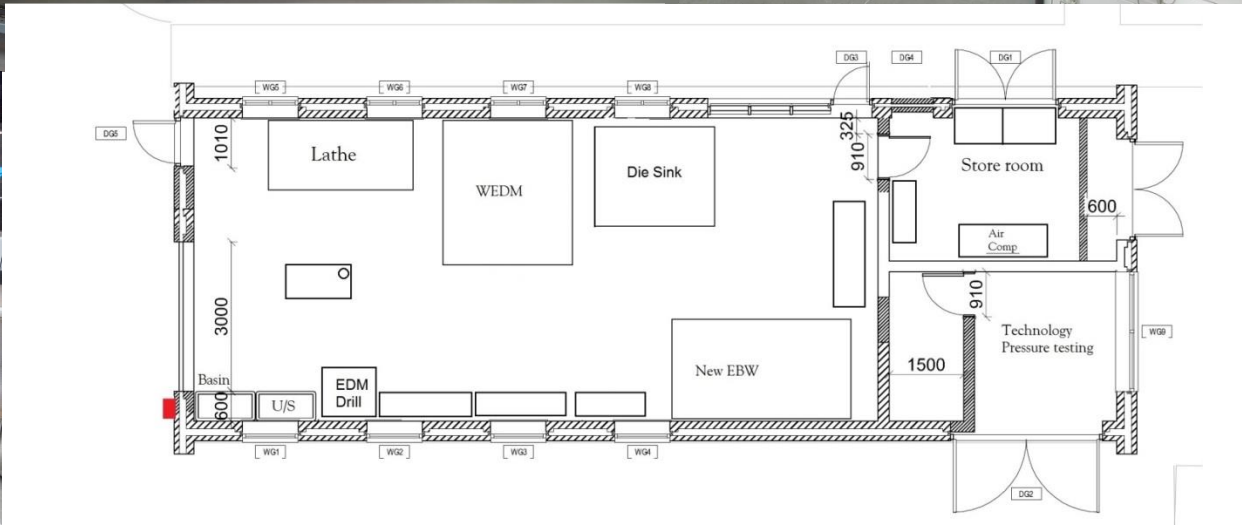 DG3
DG4
DG1
WG5
WG6
WG7
WG8
DG5
1010
Lathe
WEDM
Die Sink
325
910
Store room
600
Air
Comp
3000
910
Technology
Pressure testing
WG9
1500
New EBW
Basin
600
U/S
EDM
Drill
WG1
WG2
WG3
WG4
DG2